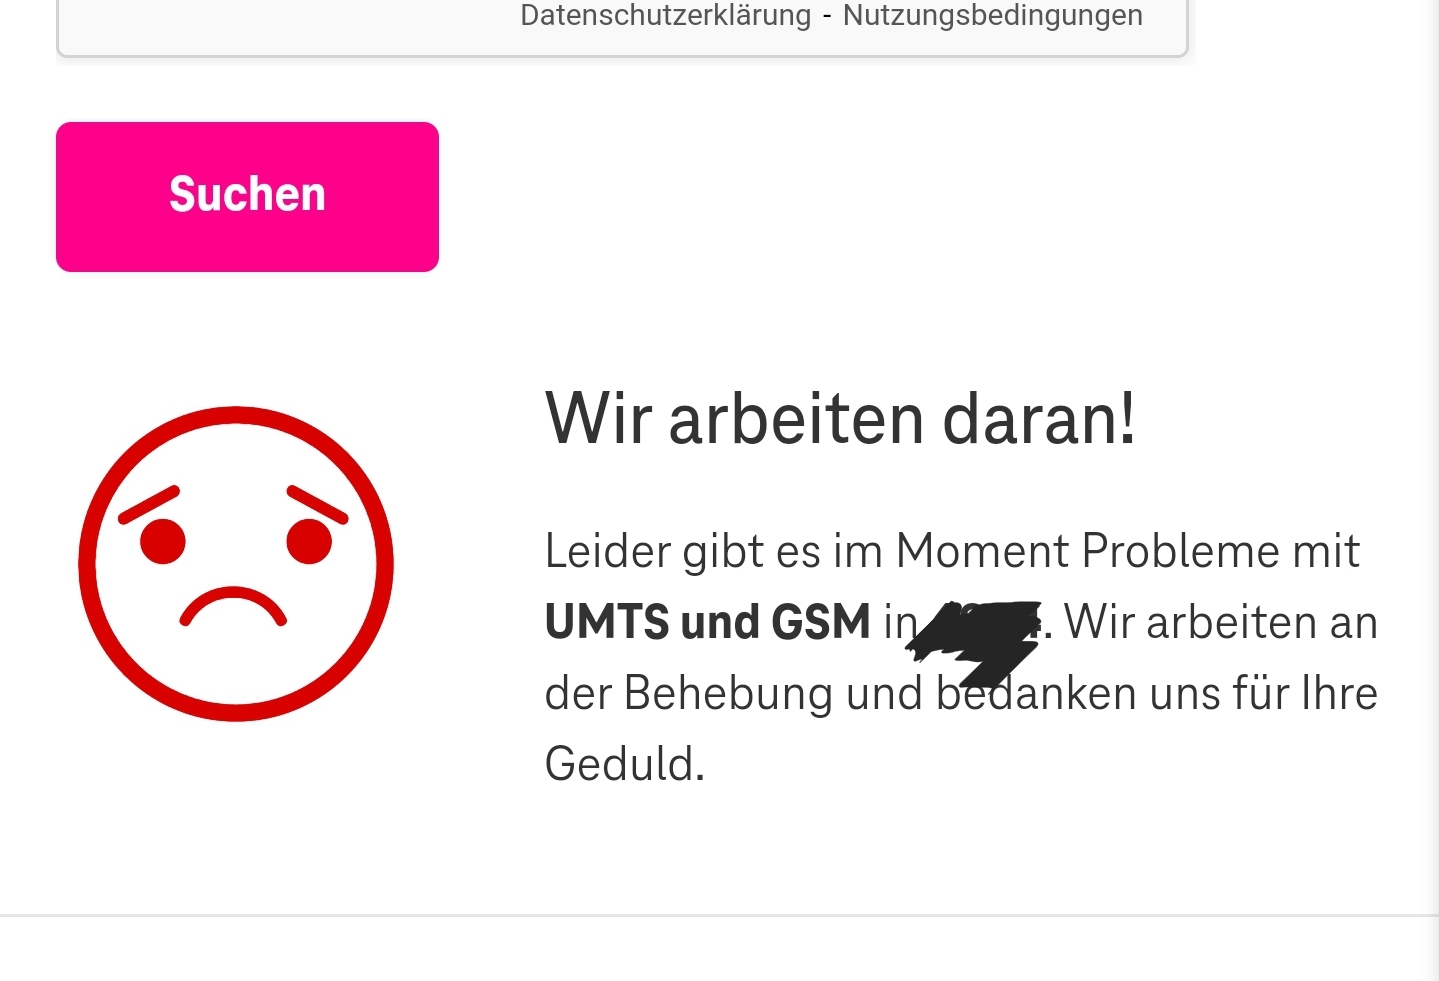 Datenschutzerklärung - Nutzungsbedingungen
Suchen
Wir arbeiten daran!
Leider gibt es im Moment Probleme mit
UMTS und GSM in . Wir arbeiten an
der Behebung und bedanken uns für Ihre
Geduld.